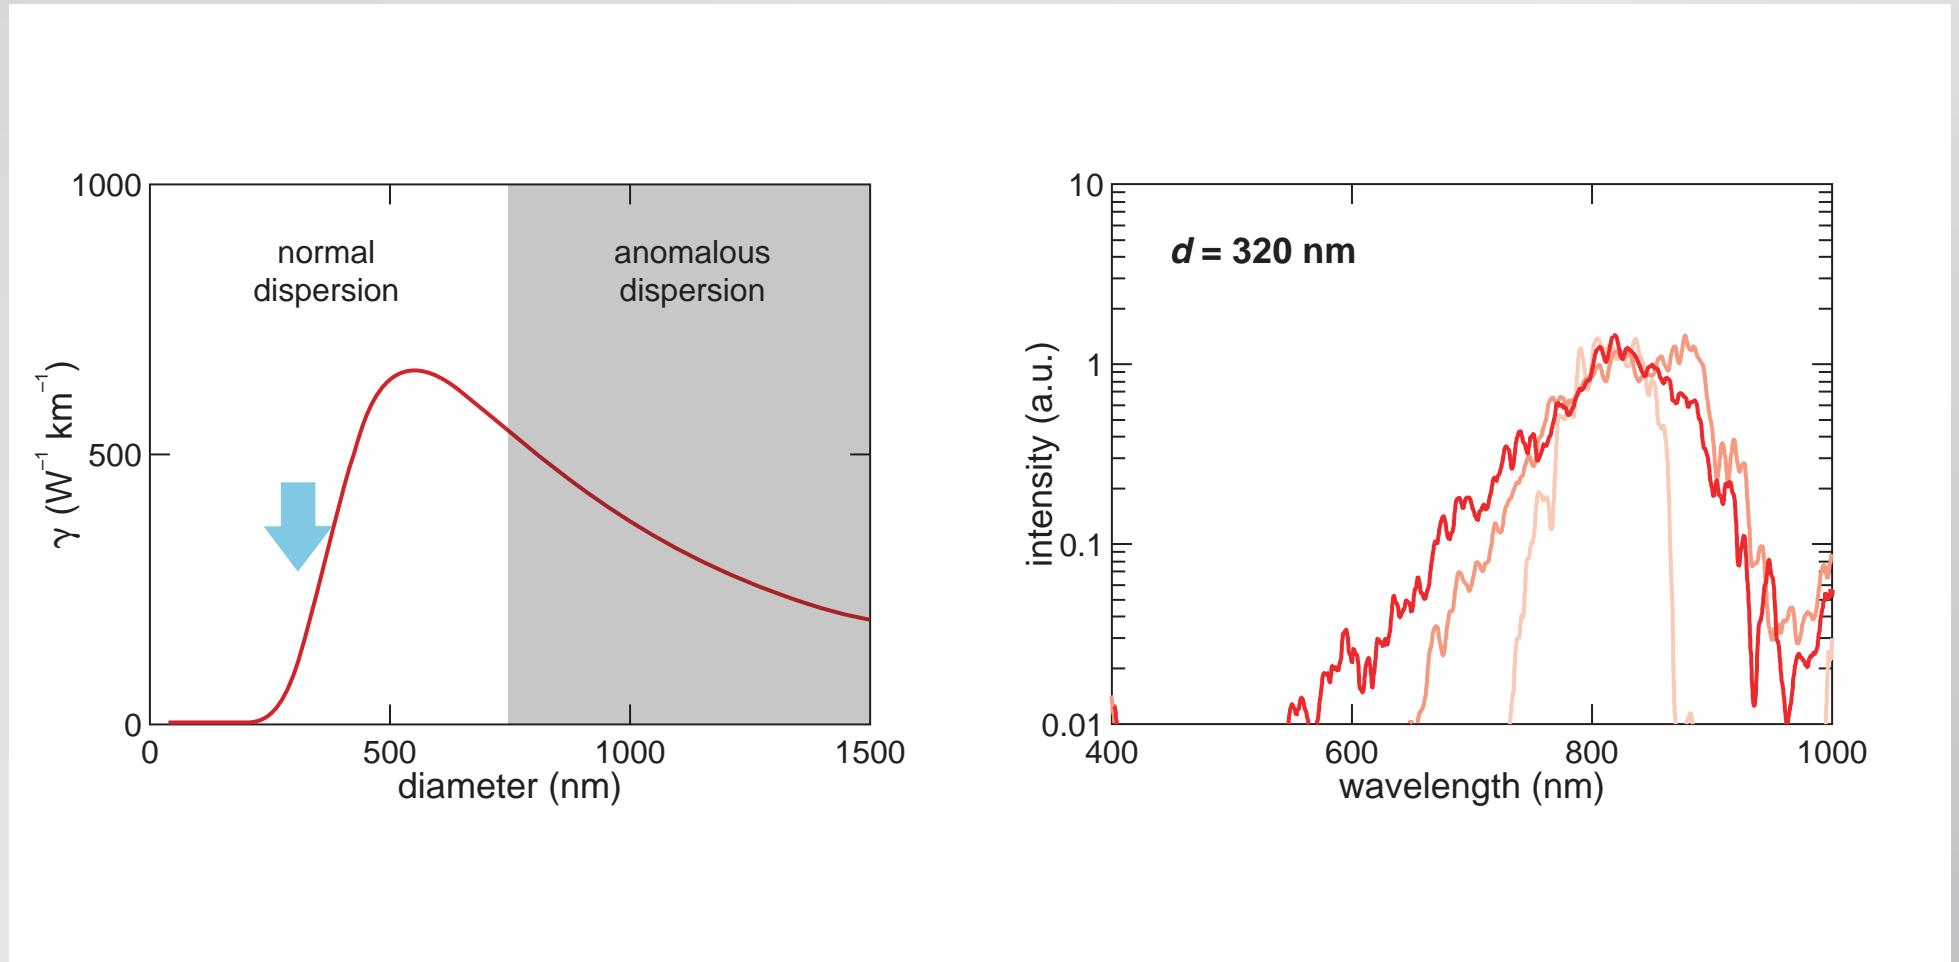 1000
500
0
0
500
1000
1500
γ (W⁻¹ km⁻¹)
normal
dispersion
anomalous
dispersion
diameter (nm)
10
1
0.1
0.01
400
600
800
1000
intensity (a.u.)
d = 320 nm
wavelength (nm)